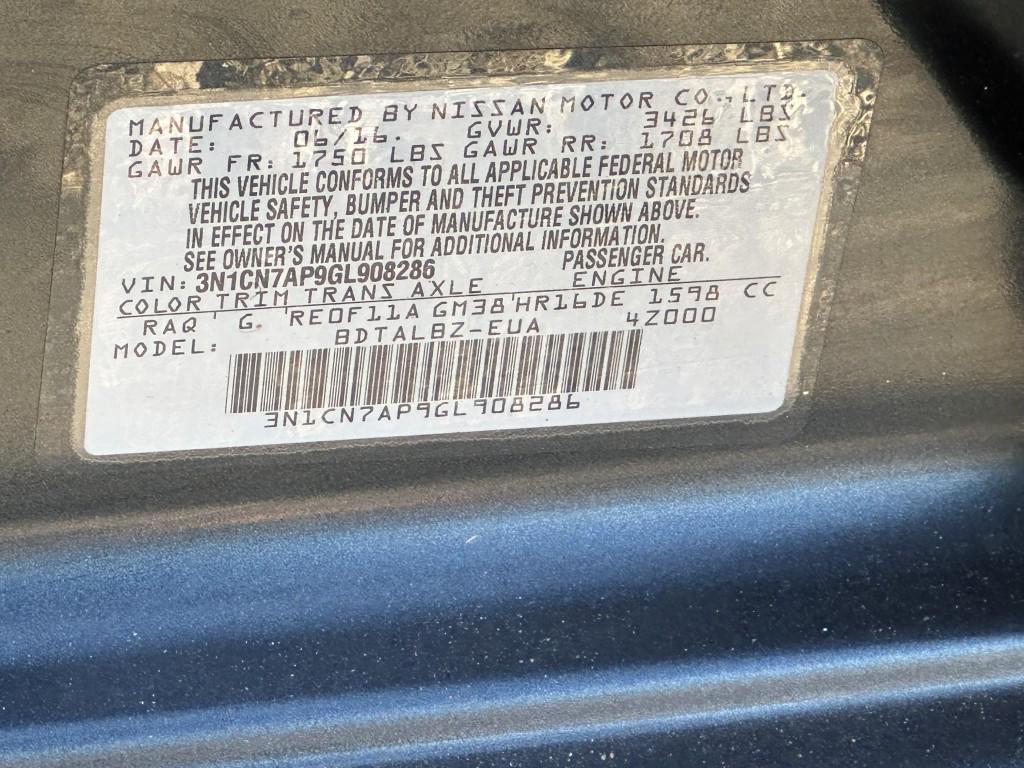 MANUFACTURED BY NISSAN MOTOR CO., LTD.
DATE: 06/16. GVWR: 3426 LBS
GAWR FR: 1750 LBS GAWR RR: 1708 LBS
THIS VEHICLE CONFORMS TO ALL APPLICABLE FEDERAL MOTOR
VEHICLE SAFETY, BUMPER AND THEFT PREVENTION STANDARDS
IN EFFECT ON THE DATE OF MANUFACTURE SHOWN ABOVE.
SEE OWNER'S MANUAL FOR ADDITIONAL INFORMATION.
VIN: 3N1CN7AP9GL908286 PASSENGER CAR.
COLOR TRIM TRANS AXLE ENGINE
RAQ ' G. 'RE0F11A GM38'HR16DE 1598 CC
MODEL: BDTALBZ-EUA 4Z000
3N1CN7AP9GL908286